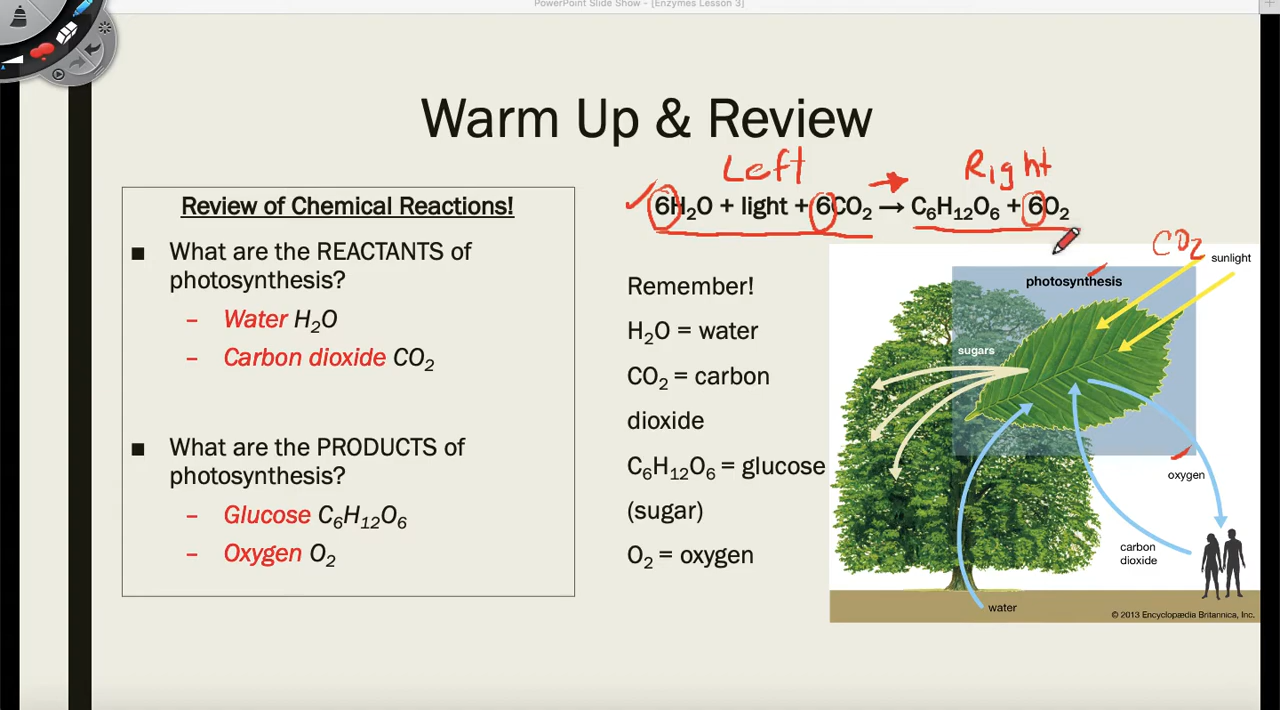 PowerPoint Slide Show - [Enzymes Lesson 3]
Warm Up & Review
Left
Right
Review of Chemical Reactions!
■ What are the REACTANTS of
photosynthesis?
– Water H₂O
– Carbon dioxide CO₂
■ What are the PRODUCTS of
photosynthesis?
– Glucose C₆H₁₂O₆
– Oxygen O₂
6H₂O + light + 6CO₂ → C₆H₁₂O₆ + 6O₂
Remember!
H₂O = water
CO₂ = carbon
dioxide
C₆H₁₂O₆ = glucose
(sugar)
O₂ = oxygen
CO₂
sunlight
photosynthesis
sugars
oxygen
carbon
dioxide
water
© 2013 Encyclopædia Britannica, Inc.